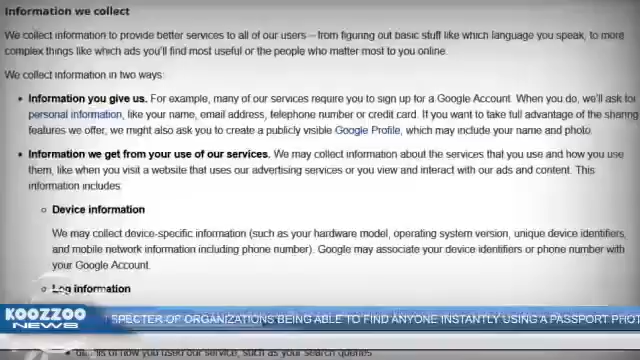 Information we collect
We collect information to provide better services to all of our users – from figuring out basic stuff like which language you speak, to more
complex things like which ads you'll find most useful or the people who matter most to you online.
We collect information in two ways:
• Information you give us. For example, many of our services require you to sign up for a Google Account. When you do, we'll ask for
personal information, like your name, email address, telephone number or credit card. If you want to take full advantage of the sharing
features we offer, we might also ask you to create a publicly visible Google Profile, which may include your name and photo.
• Information we get from your use of our services. We may collect information about the services that you use and how you use
them, like when you visit a website that uses our advertising services or you view and interact with our ads and content. This
information includes:
Device information
We may collect device-specific information (such as your hardware model, operating system version, unique device identifiers,
and mobile network information including phone number). Google may associate your device identifiers or phone number with
your Google Account.
Log information
KOOZZOO
NEWS
SPECTER OF ORGANIZATIONS BEING ABLE TO FIND ANYONE INSTANTLY USING A PASSPORT PHOT
details of how you used our service, such as your search queries